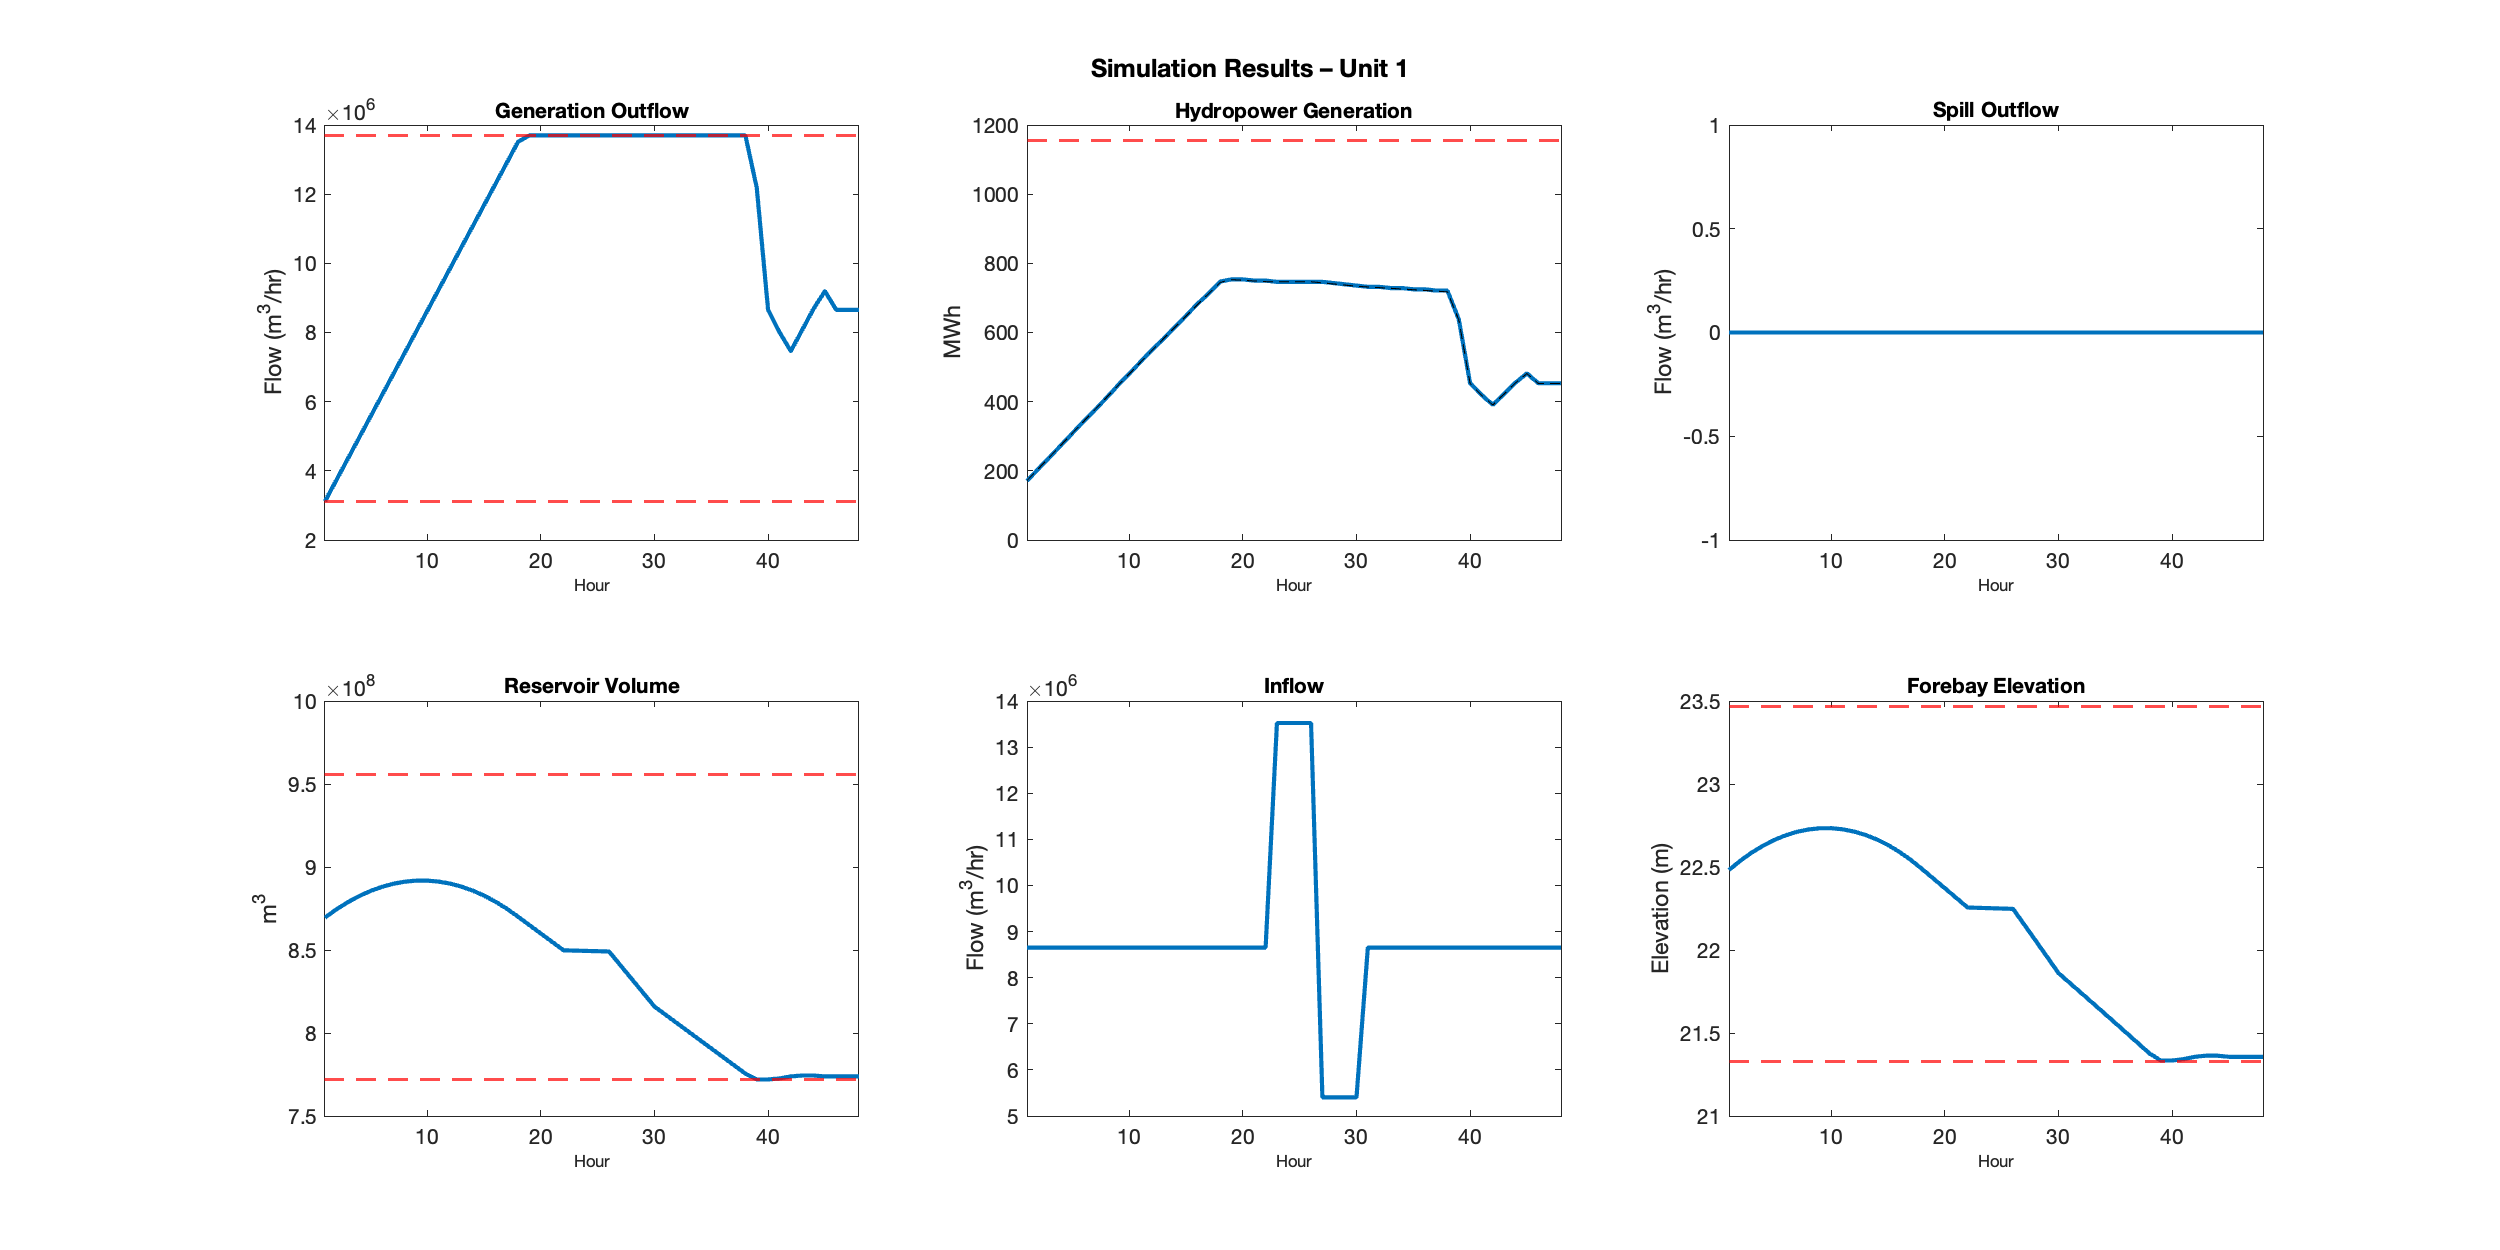 Simulation Results – Unit 1
Generation Outflow
×10^6
Flow (m^3/hr)
14
12
10
8
6
4
2
10 20 30 40
Hour
Hydropower Generation
MWh
1200
1000
800
600
400
200
0
10 20 30 40
Hour
Spill Outflow
Flow (m^3/hr)
1
0.5
0
-0.5
-1
10 20 30 40
Hour
Reservoir Volume
×10^8
m^3
10
9.5
9
8.5
8
7.5
10 20 30 40
Hour
Inflow
×10^6
Flow (m^3/hr)
14
13
12
11
10
9
8
7
6
5
10 20 30 40
Hour
Forebay Elevation
Elevation (m)
23.5
23
22.5
22
21.5
21
10 20 30 40
Hour